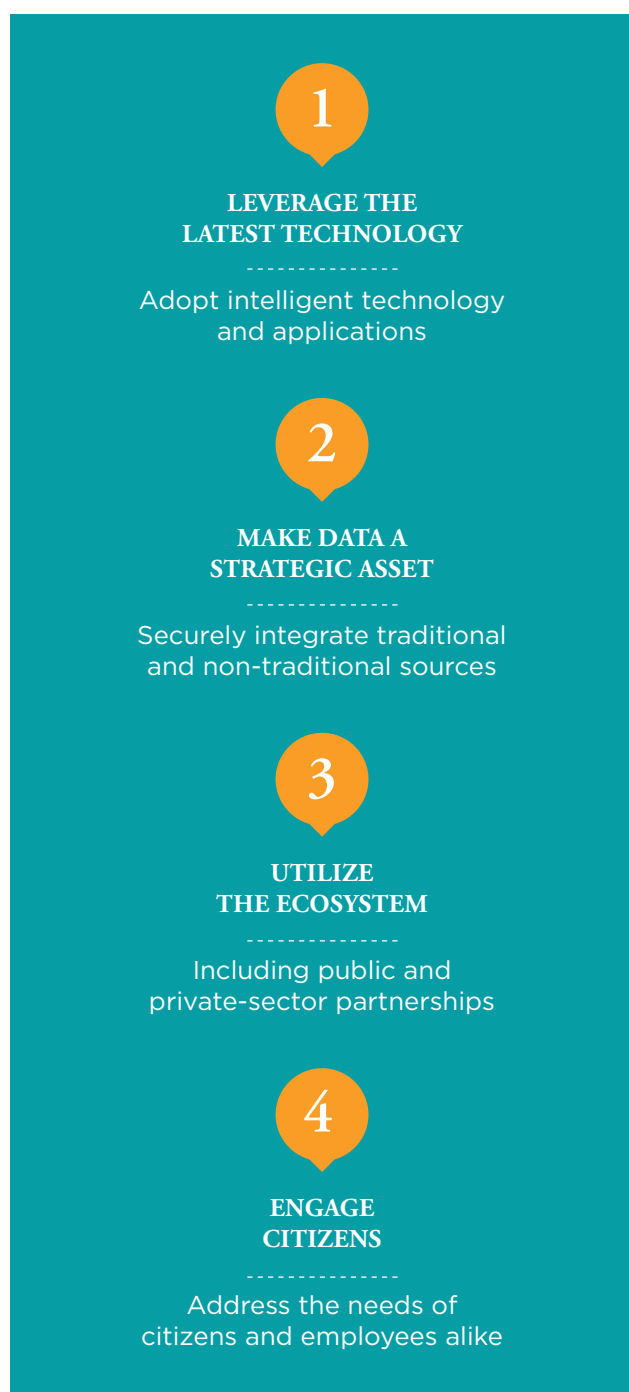 1
LEVERAGE THE
LATEST TECHNOLOGY
Adopt intelligent technology
and applications
2
MAKE DATA A
STRATEGIC ASSET
Securely integrate traditional
and non-traditional sources
3
UTILIZE
THE ECOSYSTEM
Including public and
private-sector partnerships
4
ENGAGE
CITIZENS
Address the needs of
citizens and employees alike